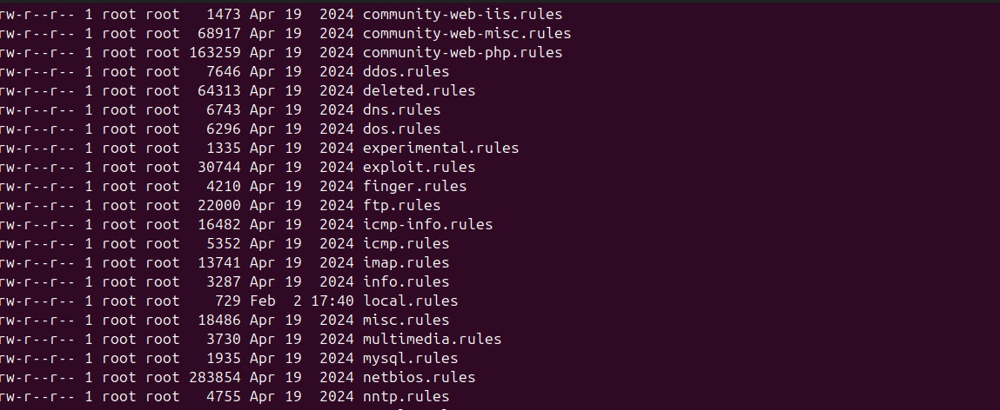 rw-r--r-- 1 root root   1473 Apr 19  2024 community-web-iis.rules
rw-r--r-- 1 root root  68917 Apr 19  2024 community-web-misc.rules
rw-r--r-- 1 root root 163259 Apr 19  2024 community-web-php.rules
rw-r--r-- 1 root root   7646 Apr 19  2024 ddos.rules
rw-r--r-- 1 root root  64313 Apr 19  2024 deleted.rules
rw-r--r-- 1 root root   6743 Apr 19  2024 dns.rules
rw-r--r-- 1 root root   6296 Apr 19  2024 dos.rules
rw-r--r-- 1 root root   1335 Apr 19  2024 experimental.rules
rw-r--r-- 1 root root  30744 Apr 19  2024 exploit.rules
rw-r--r-- 1 root root   4210 Apr 19  2024 finger.rules
rw-r--r-- 1 root root  22000 Apr 19  2024 ftp.rules
rw-r--r-- 1 root root  16482 Apr 19  2024 icmp-info.rules
rw-r--r-- 1 root root   5352 Apr 19  2024 icmp.rules
rw-r--r-- 1 root root  13741 Apr 19  2024 imap.rules
rw-r--r-- 1 root root   3287 Apr 19  2024 info.rules
rw-r--r-- 1 root root    729 Feb  2 17:40 local.rules
rw-r--r-- 1 root root  18486 Apr 19  2024 misc.rules
rw-r--r-- 1 root root   3730 Apr 19  2024 multimedia.rules
rw-r--r-- 1 root root   1935 Apr 19  2024 mysql.rules
rw-r--r-- 1 root root 283854 Apr 19  2024 netbios.rules
rw-r--r-- 1 root root   4755 Apr 19  2024 nntp.rules